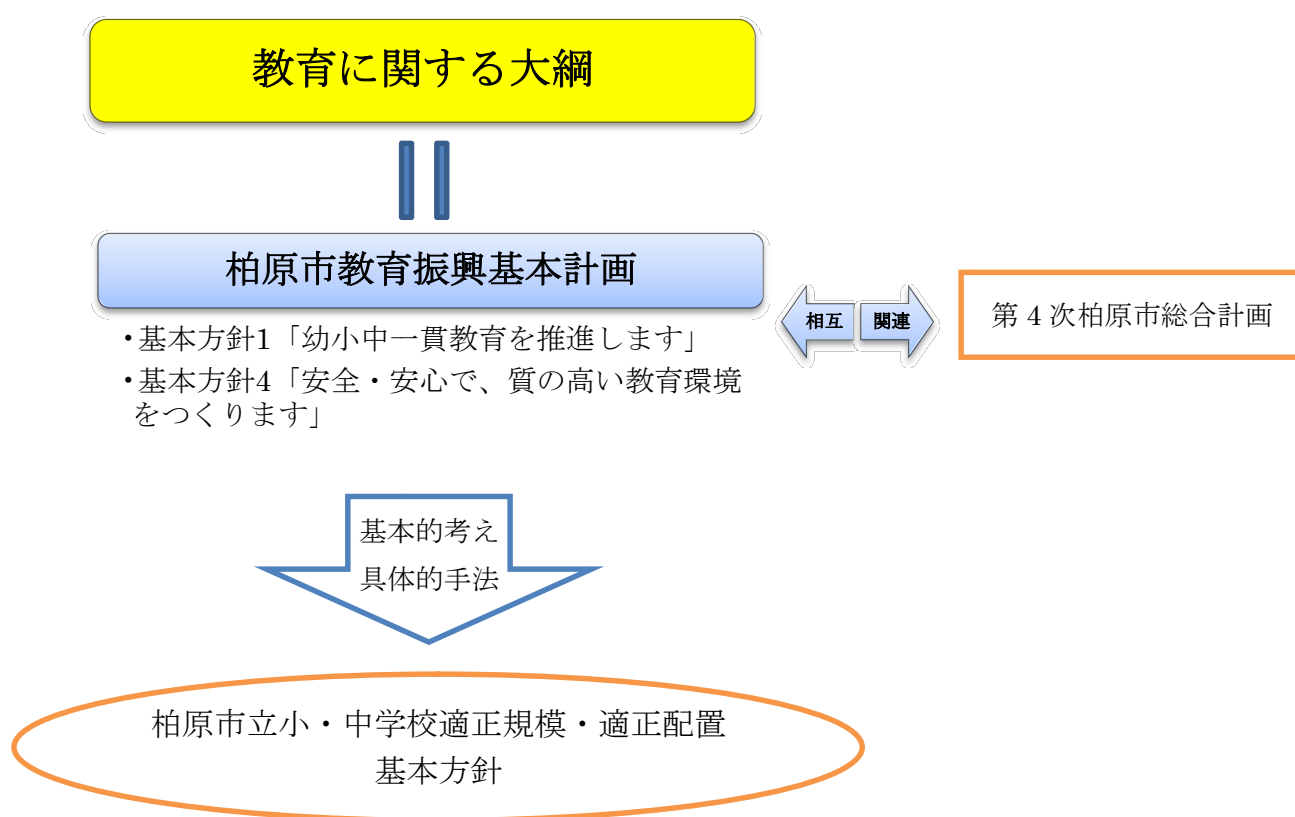 教育に関する大綱
柏原市教育振興基本計画
・基本方針1「幼小中一貫教育を推進します」
・基本方針4「安全・安心で、質の高い教育環境
をつくります」
相互 関連
第 4 次柏原市総合計画
基本的考え
具体的手法
柏原市立小・中学校適正規模・適正配置
基本方針